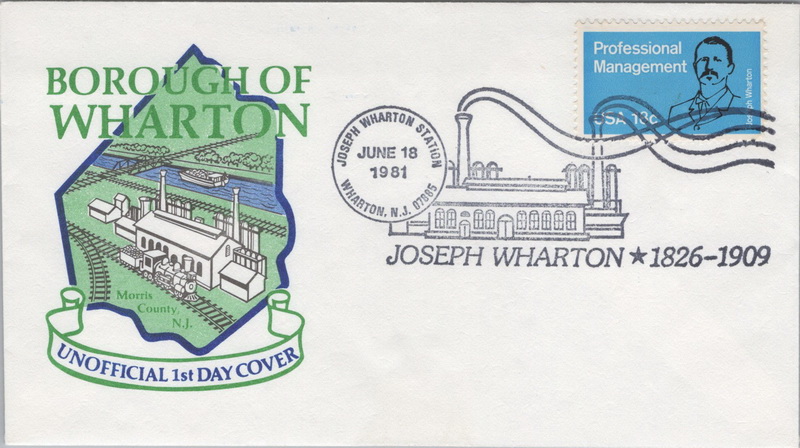 BOROUGH OF
WHARTON
Morris
County,
N.J.
UNOFFICIAL 1st DAY COVER
JOSEPH WHARTON STATION
JUNE 18
1981
WHARTON, N.J. 07885
JOSEPH WHARTON ★ 1826-1909
Professional
Management
Joseph Wharton
USA 18c